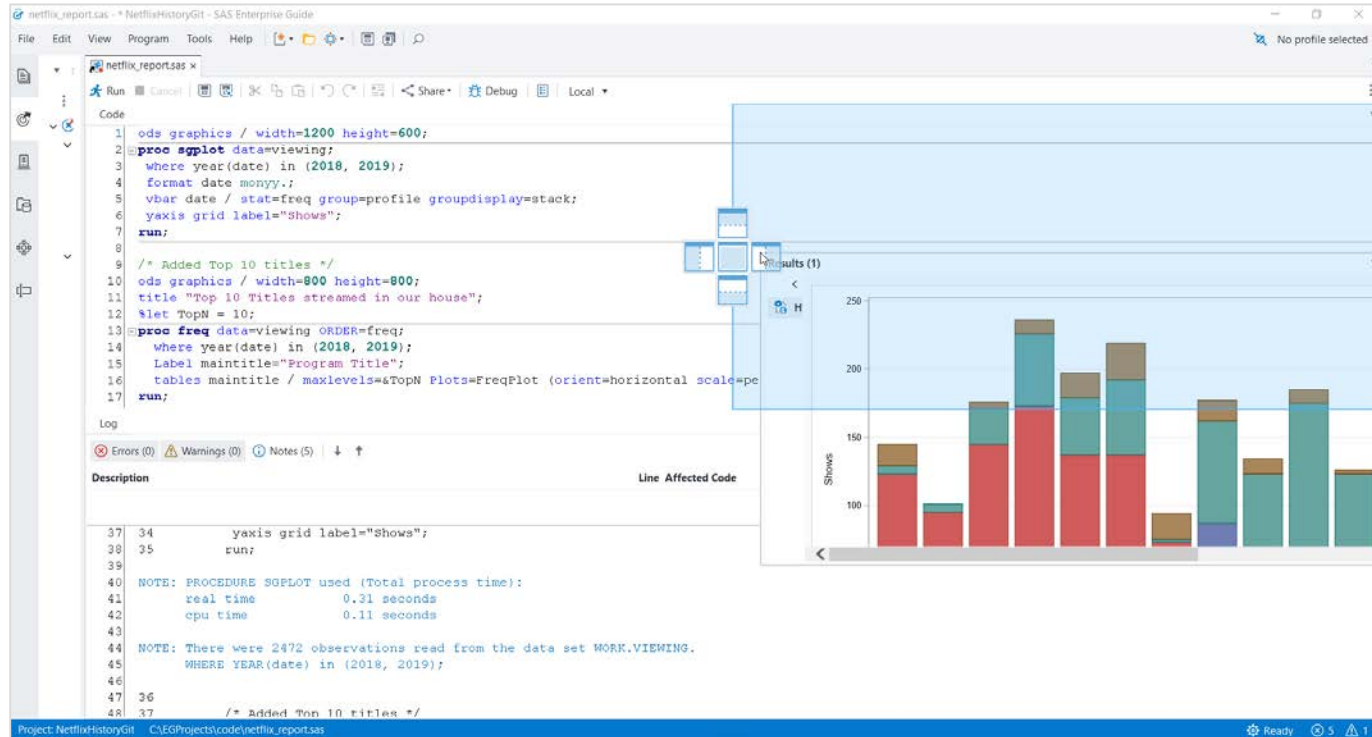 netflix_report.sas - * NetflixHistoryGit - SAS Enterprise Guide
File Edit View Program Tools Help
No profile selected
netflix_report.sas ×
Run Cancel Share Debug Local
Code
1 ods graphics / width=1200 height=600;
2 proc sgplot data=viewing;
3 where year(date) in (2018, 2019);
4 format date monyy.;
5 vbar date / stat=freq group=profile groupdisplay=stack;
6 yaxis grid label="Shows";
7 run;
8
9 /* Added Top 10 titles */
10 ods graphics / width=800 height=800;
11 title "Top 10 Titles streamed in our house";
12 %let TopN = 10;
13 proc freq data=viewing ORDER=freq;
14 where year(date) in (2018, 2019);
15 Label maintitle="Program Title";
16 tables maintitle / maxlevels=&TopN Plots=FreqPlot (orient=horizontal scale=pe
17 run;
Results (1)
H
250
200
150
100
Shows
Log
Errors (0) Warnings (0) Notes (5)
Description Line Affected Code
37 34 yaxis grid label="Shows";
38 35 run;
39
40 NOTE: PROCEDURE SGPLOT used (Total process time):
41 real time 0.31 seconds
42 cpu time 0.11 seconds
43
44 NOTE: There were 2472 observations read from the data set WORK.VIEWING.
45 WHERE YEAR(date) in (2018, 2019);
46
47 36
48 37 /* Added Top 10 titles */
Project: NetflixHistoryGit C:\EGProjects\code\netflix_report.sas
Ready 5 1